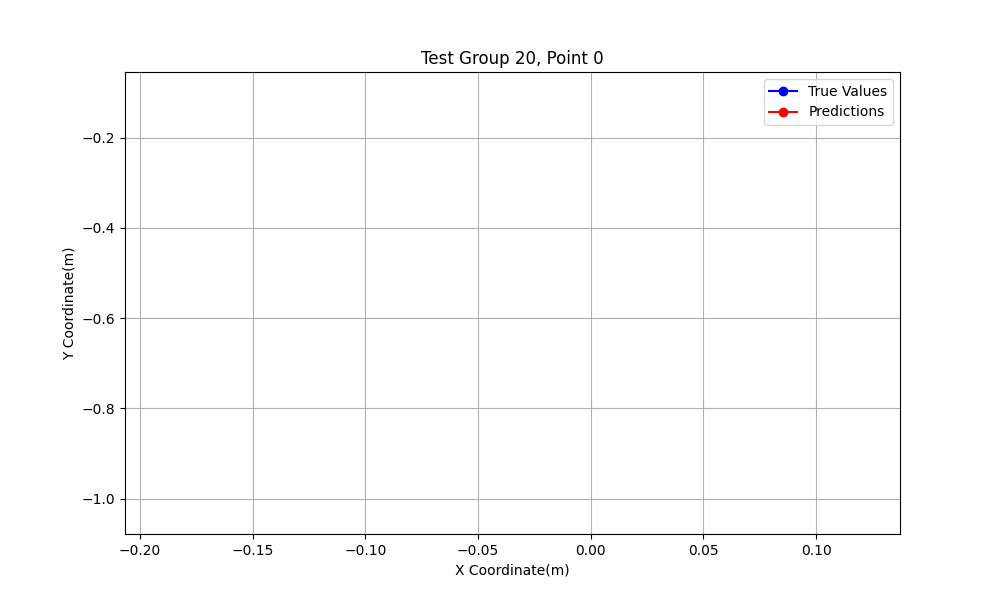 Test Group 20, Point 0
True Values
Predictions
Y Coordinate(m)
−0.2
−0.4
−0.6
−0.8
−1.0
−0.20 −0.15 −0.10 −0.05 0.00 0.05 0.10
X Coordinate(m)